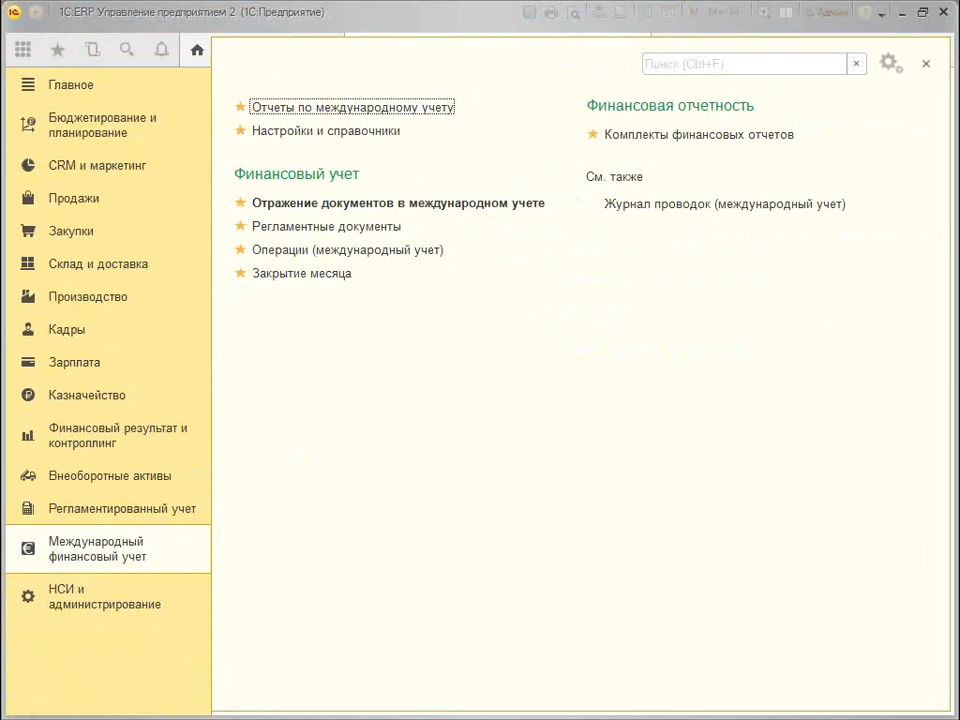 1С:ERP Управление предприятием 2 (1С:Предприятие)
M M+ M-
Админ
Поиск (Ctrl+F)
Главное
Бюджетирование и
планирование
CRM и маркетинг
Продажи
Закупки
Склад и доставка
Производство
Кадры
Зарплата
Казначейство
Финансовый результат и
контроллинг
Внеоборотные активы
Регламентированный учет
Международный
финансовый учет
НСИ и
администрирование
Отчеты по международному учету
Настройки и справочники
Финансовый учет
Отражение документов в международном учете
Регламентные документы
Операции (международный учет)
Закрытие месяца
Финансовая отчетность
Комплекты финансовых отчетов
См. также
Журнал проводок (международный учет)